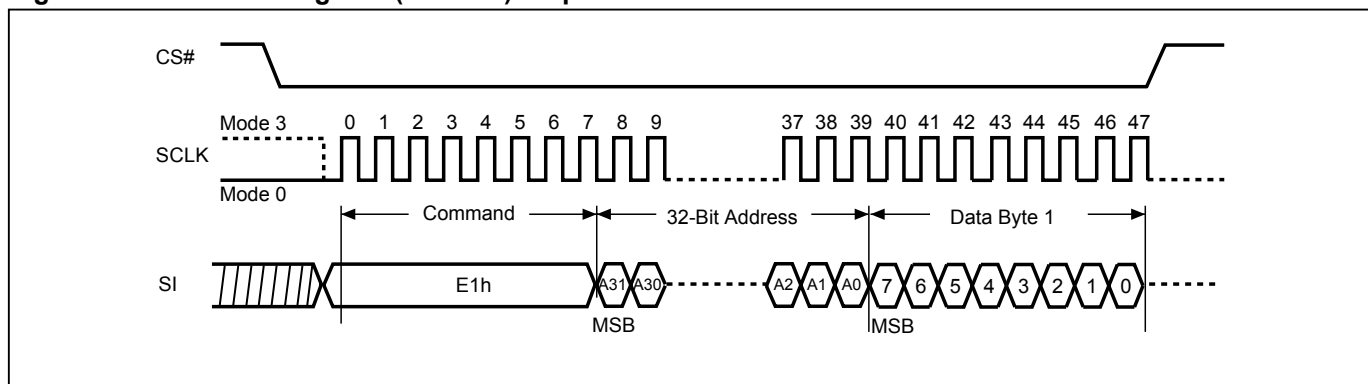 CS#
Mode 3
0 1 2 3 4 5 6 7 8 9 37 38 39 40 41 42 43 44 45 46 47
SCLK
Mode 0
Command 32-Bit Address Data Byte 1
SI E1h A31 A30 A2 A1 A0 7 6 5 4 3 2 1 0
MSB MSB